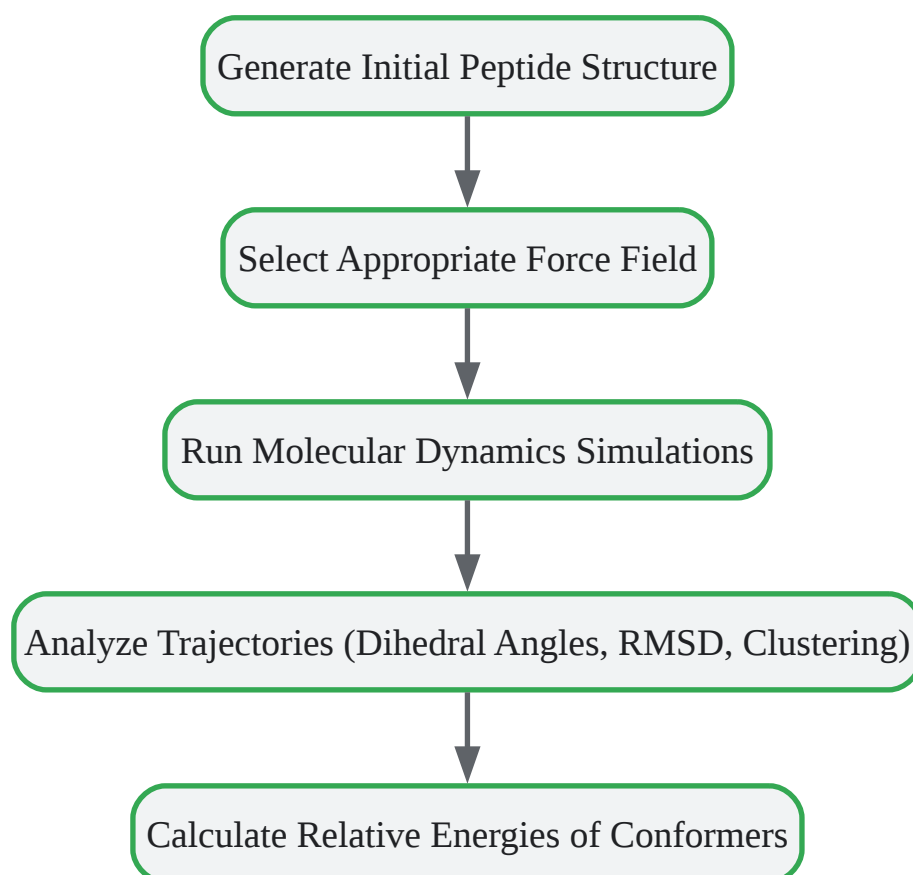 Generate Initial Peptide Structure
Select Appropriate Force Field
Run Molecular Dynamics Simulations
Analyze Trajectories (Dihedral Angles, RMSD, Clustering)
Calculate Relative Energies of Conformers